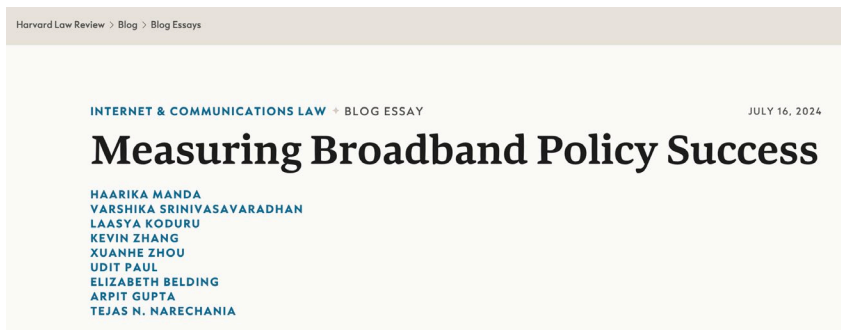 Harvard Law Review > Blog > Blog Essays
INTERNET & COMMUNICATIONS LAW + BLOG ESSAY JULY 16, 2024
Measuring Broadband Policy Success
HAARIKA MANDA
VARSHIKA SRINIVASAVARADHAN
LAASYA KODURU
KEVIN ZHANG
XUANHE ZHOU
UDIT PAUL
ELIZABETH BELDING
ARPIT GUPTA
TEJAS N. NARECHANIA